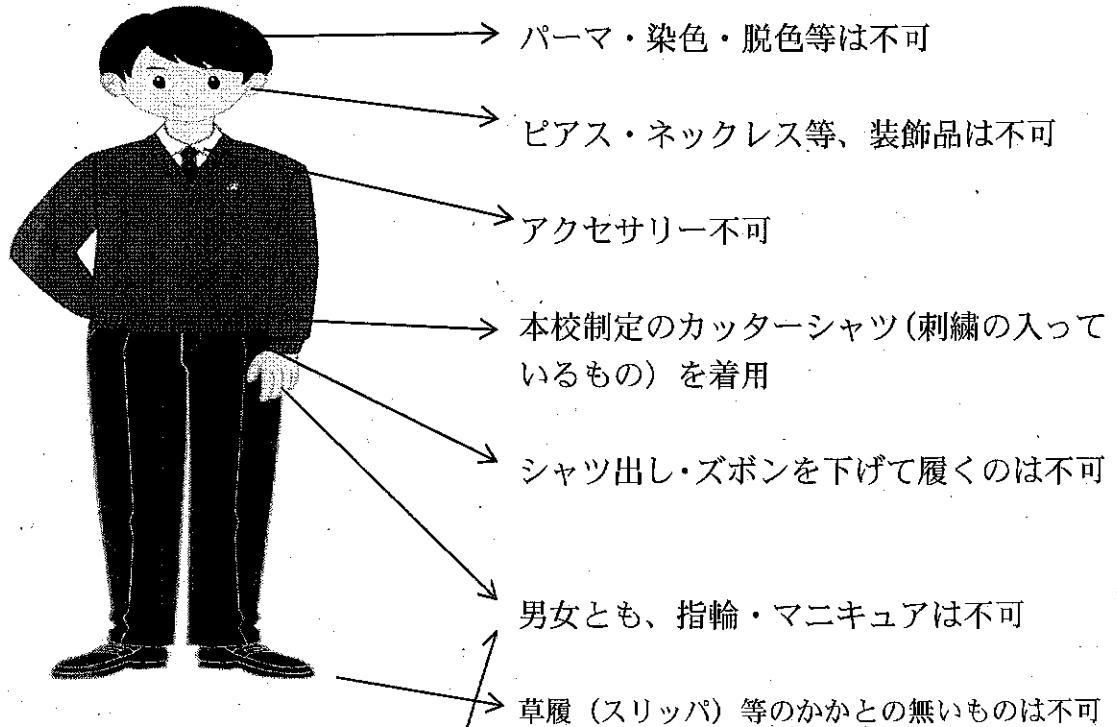 パーマ・染色・脱色等は不可
ピアス・ネックレス等、装飾品は不可
アクセサリー不可
本校制定のカッターシャツ(刺繍の入って
いるもの）を着用
シャツ出し・ズボンを下げて履くのは不可
男女とも、指輪・マニキュアは不可
草履（スリッパ）等のかかとの無いものは不可